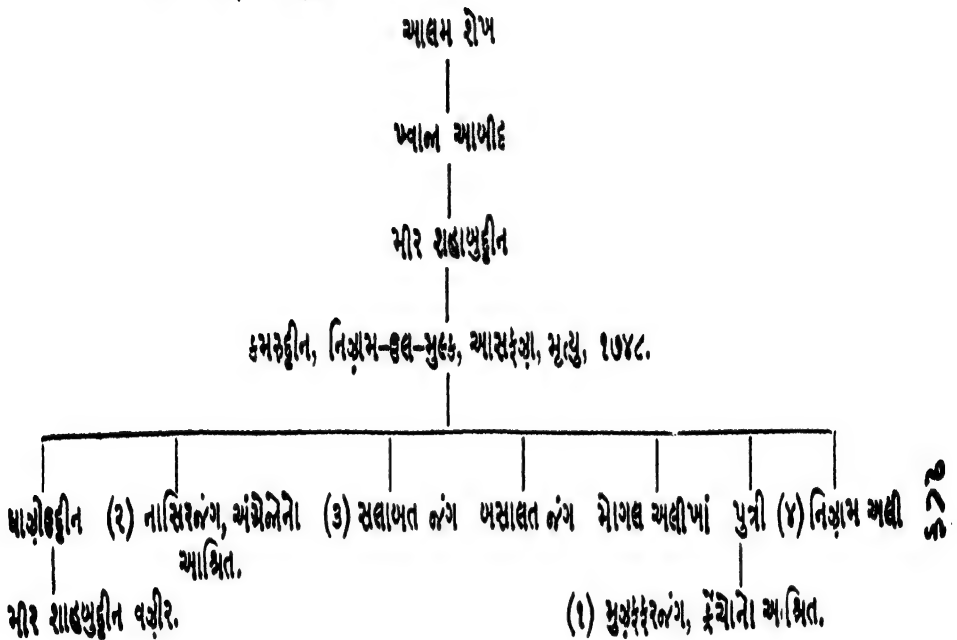 આલમ શેખ
ખ્વાજા આબીદ
મીર શહાબુદ્દીન
કમરુદ્દીન, નિઝામ-ઉલ-મુલ્ક, આસફઝા, મૃત્યુ, ૧૭૪૮.
ઘાઝીઉદ્દીન (૨) નાસિરજંગ, અંગ્રેજોનો (૩) સલાબત જંગ બસાલત જંગ મોગલ અલીખાં પુત્રી (૪) નિઝામ અલી
આશ્રિત.
મીર શાહબુદ્દીન વઝીર. (૧) મુઝફ્ફરજંગ, ફ્રેંચોનો આશ્રિત.